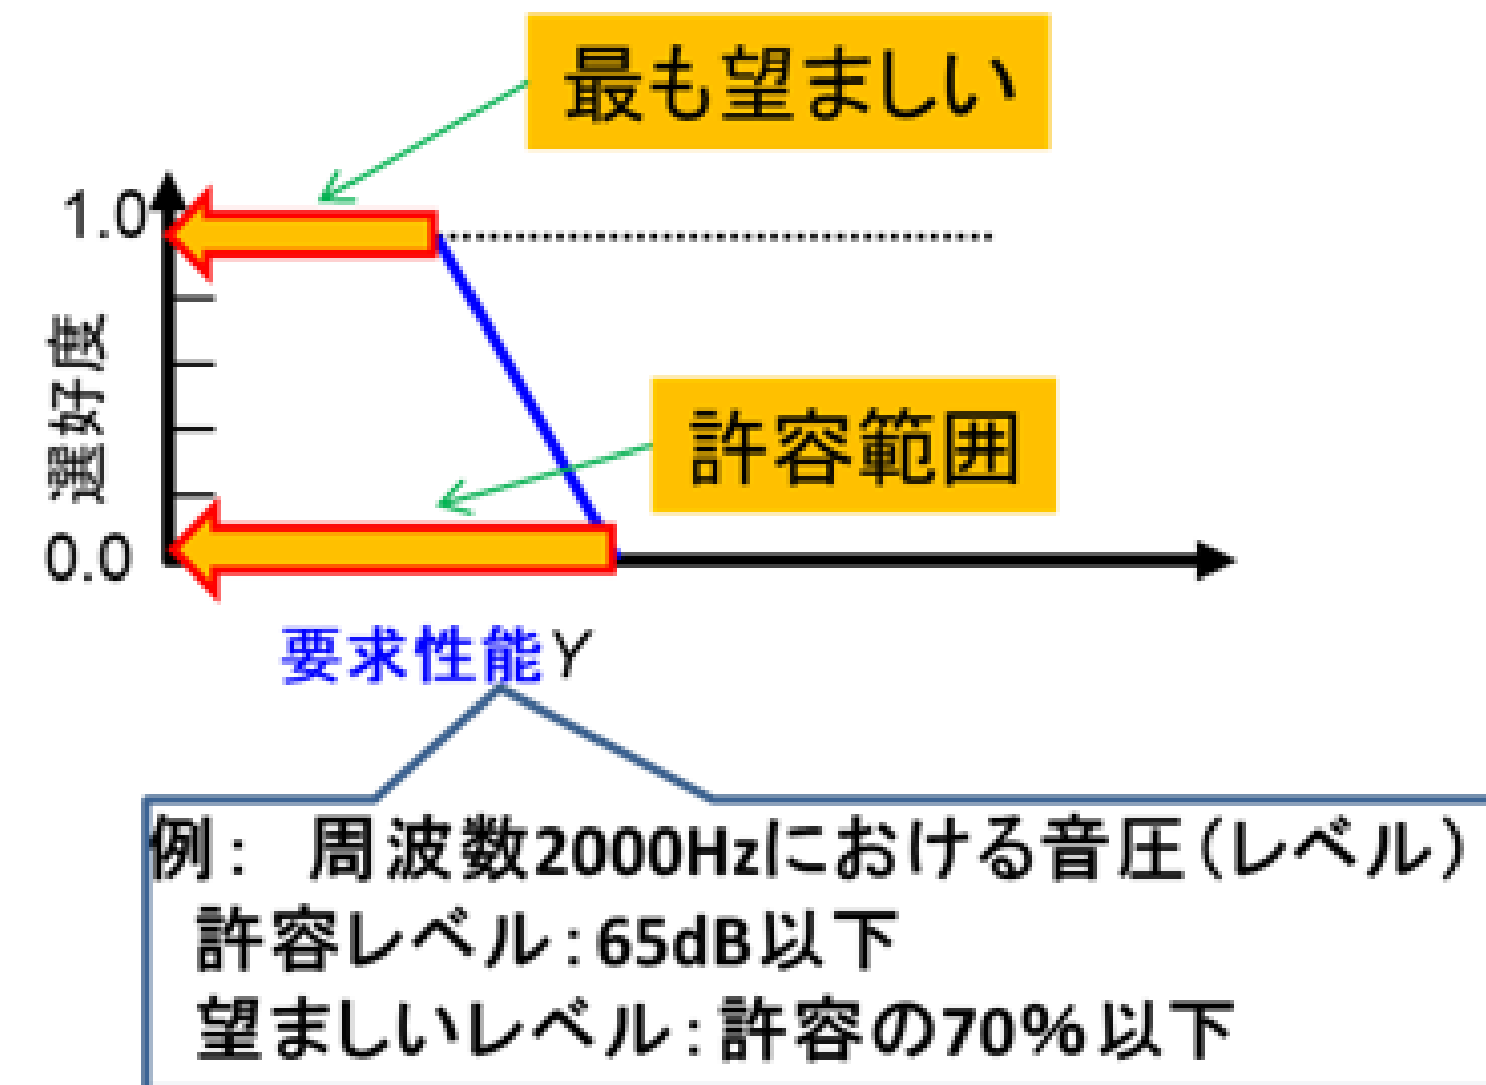 最も望ましい
1.0
選好度
許容範囲
0.0
要求性能Y
例： 周波数2000Hzにおける音圧（レベル）
許容レベル：65dB以下
望ましいレベル：許容の70%以下